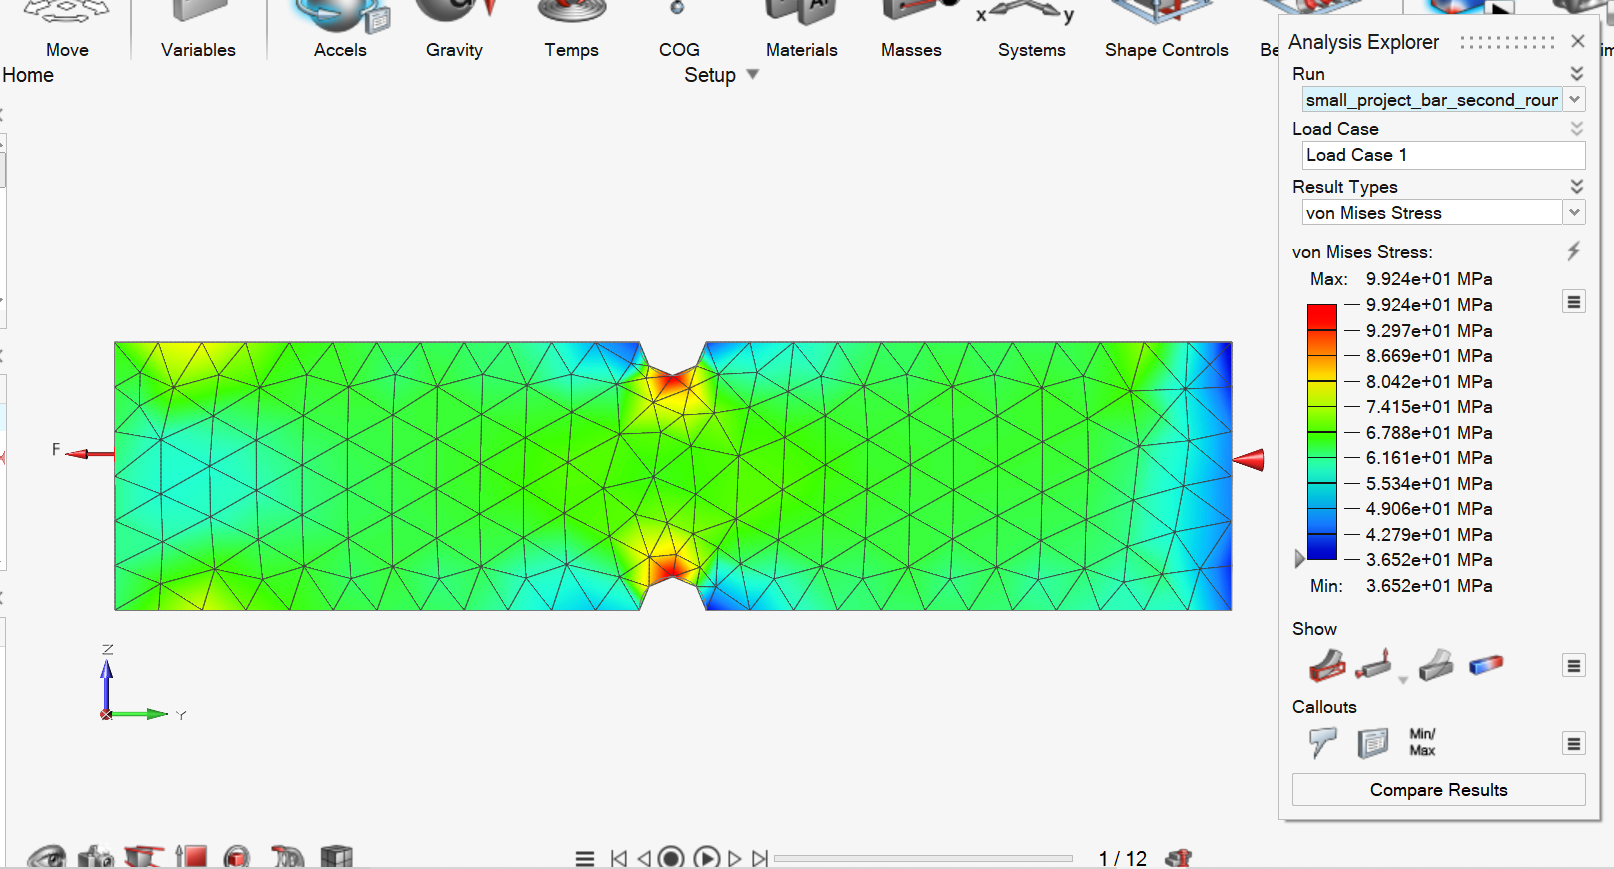 Move Variables Accels Gravity Temps COG Materials Masses Systems Shape Controls
Home
Setup
x y
Analysis Explorer
Run
small_project_bar_second_rour
Load Case
Load Case 1
Result Types
von Mises Stress
von Mises Stress:
Max: 9.924e+01 MPa
9.924e+01 MPa
9.297e+01 MPa
8.669e+01 MPa
8.042e+01 MPa
7.415e+01 MPa
6.788e+01 MPa
6.161e+01 MPa
5.534e+01 MPa
4.906e+01 MPa
4.279e+01 MPa
3.652e+01 MPa
Min: 3.652e+01 MPa
Show
Callouts
Min/
Max
Compare Results
F
Z
Y
1 / 12